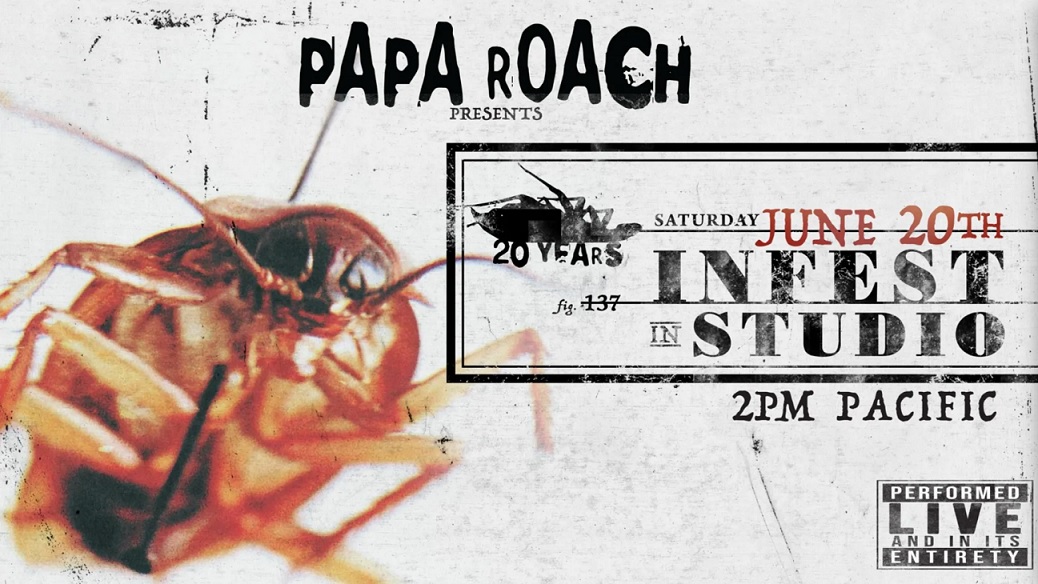 PAPA ROACH
PRESENTS
SATURDAY JUNE 20TH
20 YEARS
INFEST
fig. 137
IN STUDIO
2PM PACIFIC
PERFORMED
LIVE
AND IN ITS
ENTIRETY